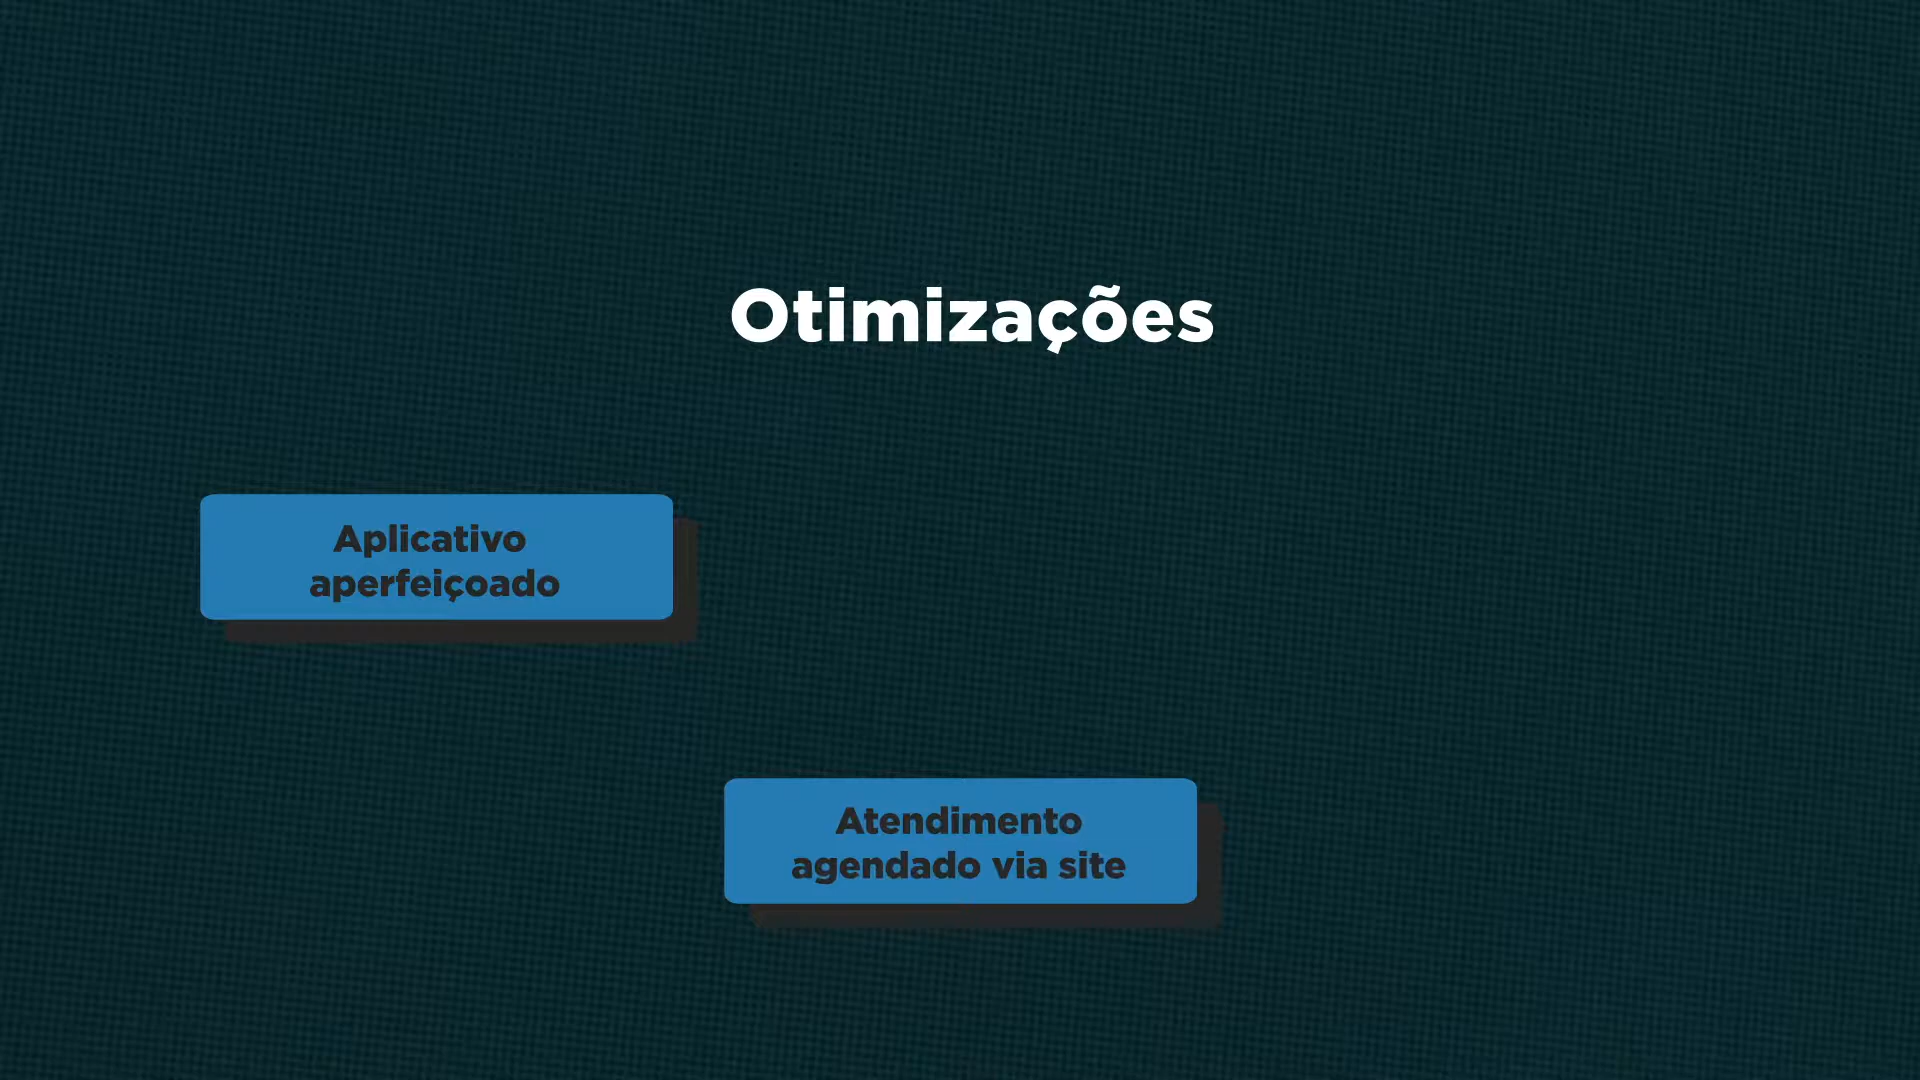 Otimizações
Aplicativo
aperfeiçoado
Atendimento
agendado via site